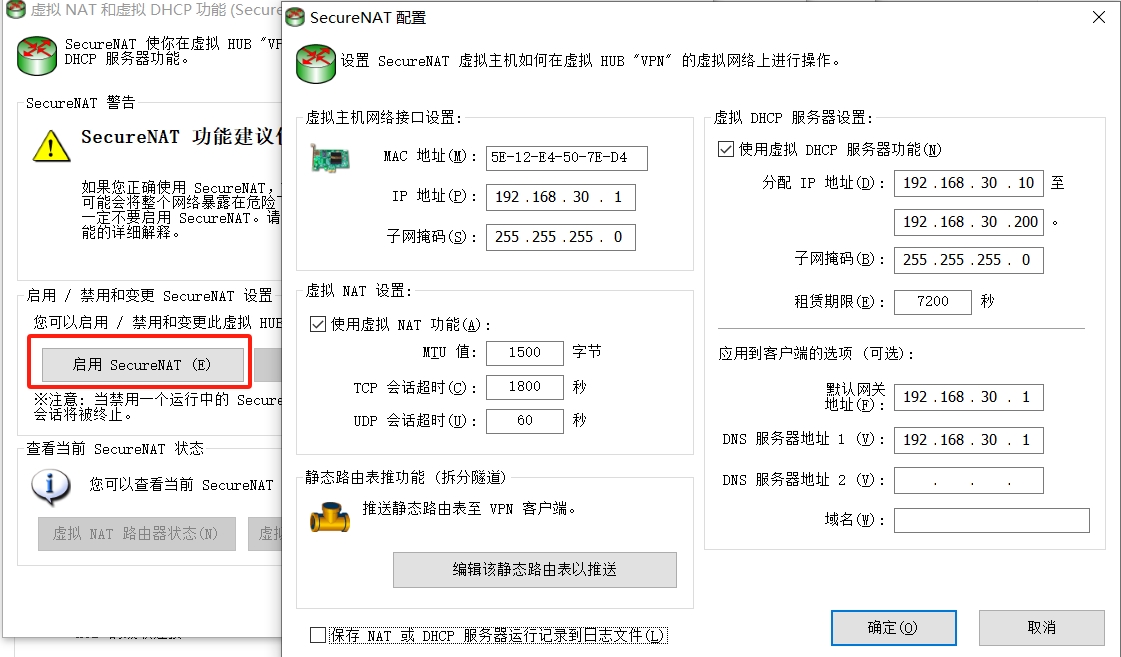 虚拟 NAT 和虚拟 DHCP 功能 (Secure
SecureNAT 使你在虚拟 HUB "VP
DHCP 服务器功能。
SecureNAT 警告
SecureNAT 功能建议
如果您正确使用 SecureNAT,
可能会将整个网络暴露在危险
一定不要启用 SecureNAT。请
能的详细解释。
启用 / 禁用和变更 SecureNAT 设置
您可以启用 / 禁用和变更此虚拟 HUB
启用 SecureNAT (E)
※注意: 当禁用一个运行中的 Secure
会话将被终止。
查看当前 SecureNAT 状态
您可以查看当前 SecureNAT
虚拟 NAT 路由器状态(N)
虚拟
SecureNAT 配置
设置 SecureNAT 虚拟主机如何在虚拟 HUB "VPN" 的虚拟网络上进行操作。
虚拟主机网络接口设置:
MAC 地址(M): 5E-12-E4-50-7E-D4
IP 地址(P): 192 .168 . 30 . 1
子网掩码(S): 255 .255 .255 . 0
虚拟 NAT 设置:
使用虚拟 NAT 功能(A):
MTU 值: 1500 字节
TCP 会话超时(C): 1800 秒
UDP 会话超时(U): 60 秒
静态路由表推功能 (拆分隧道)
推送静态路由表至 VPN 客户端。
编辑该静态路由表以推送
保存 NAT 或 DHCP 服务器运行记录到日志文件(L)
虚拟 DHCP 服务器设置:
使用虚拟 DHCP 服务器功能(N)
分配 IP 地址(D): 192 .168 . 30 . 10 至
192 .168 . 30 .200 。
子网掩码(B): 255 .255 .255 . 0
租赁期限(E): 7200 秒
应用到客户端的选项 (可选):
默认网关
地址(F): 192 .168 . 30 . 1
DNS 服务器地址 1 (V): 192 .168 . 30 . 1
DNS 服务器地址 2 (V): . . .
域名(W):
确定(O)
取消